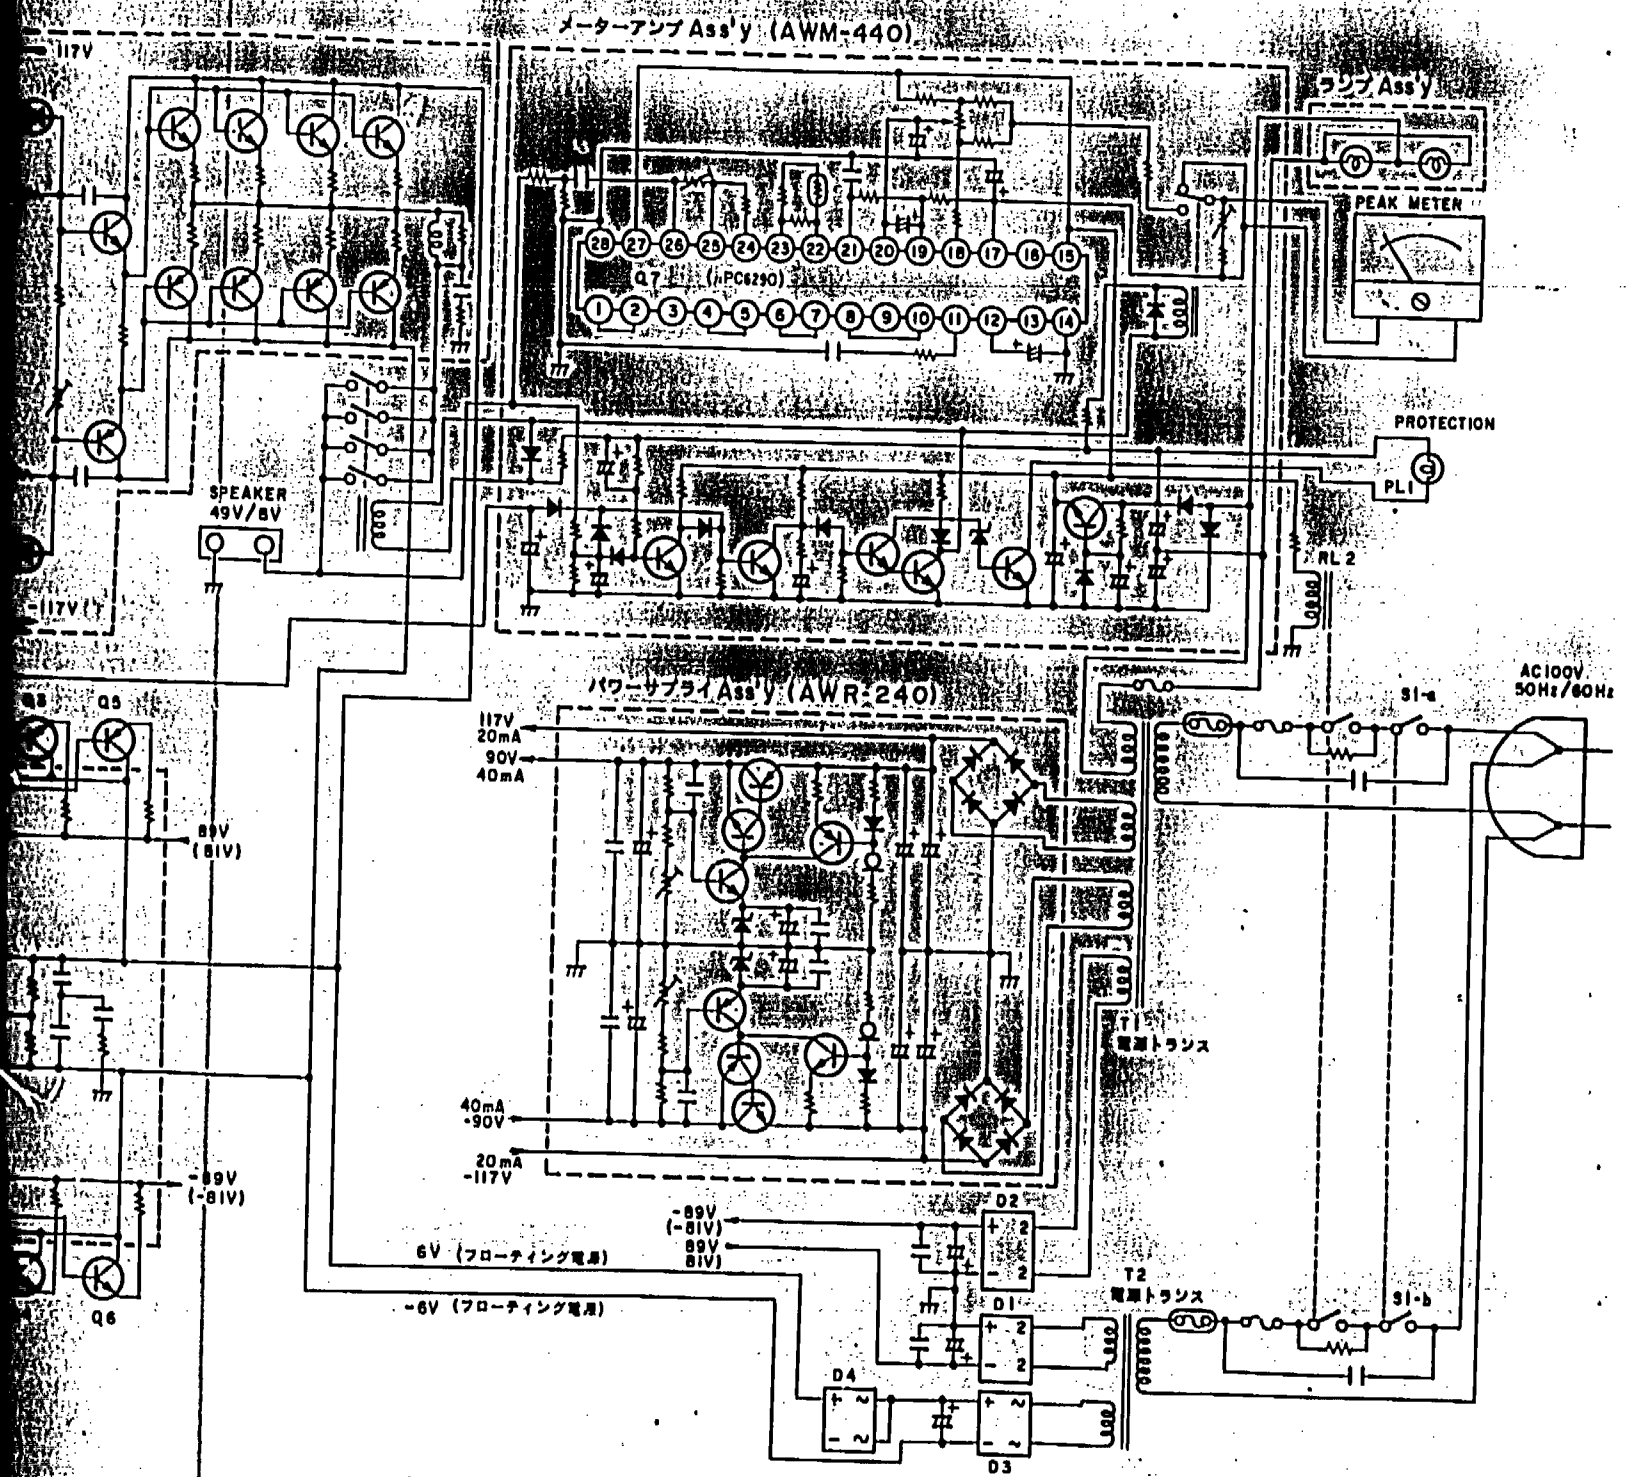 メーターアンプ Ass'y (AWM-440)
117V
ランプ Ass'y
PEAK METER
28 27 26 25 24 23 22 21 20 19 18 17 16 15
Q7 (μPC6290)
1 2 3 4 5 6 7 8 9 10 11 12 13 14
PROTECTION
PL1
SPEAKER
49V/8V
RL2
-117V
パワーサプライ Ass'y (AWR-240)
AC100V
50Hz/60Hz
S1-a
117V
20mA
90V
40mA
Q3
Q5
89V
(81V)
T1
電源トランス
40mA
-90V
20mA
-117V
-89V
(-81V)
D2
-89V
(-81V)
89V
81V)
6V (フローティング電源)
-6V (フローティング電源)
Q6
T2
電源トランス
D1
S1-b
D4
D3
+ 2
- 2
+ 2
- 2
+ ~
- ~
+ ~
- ~